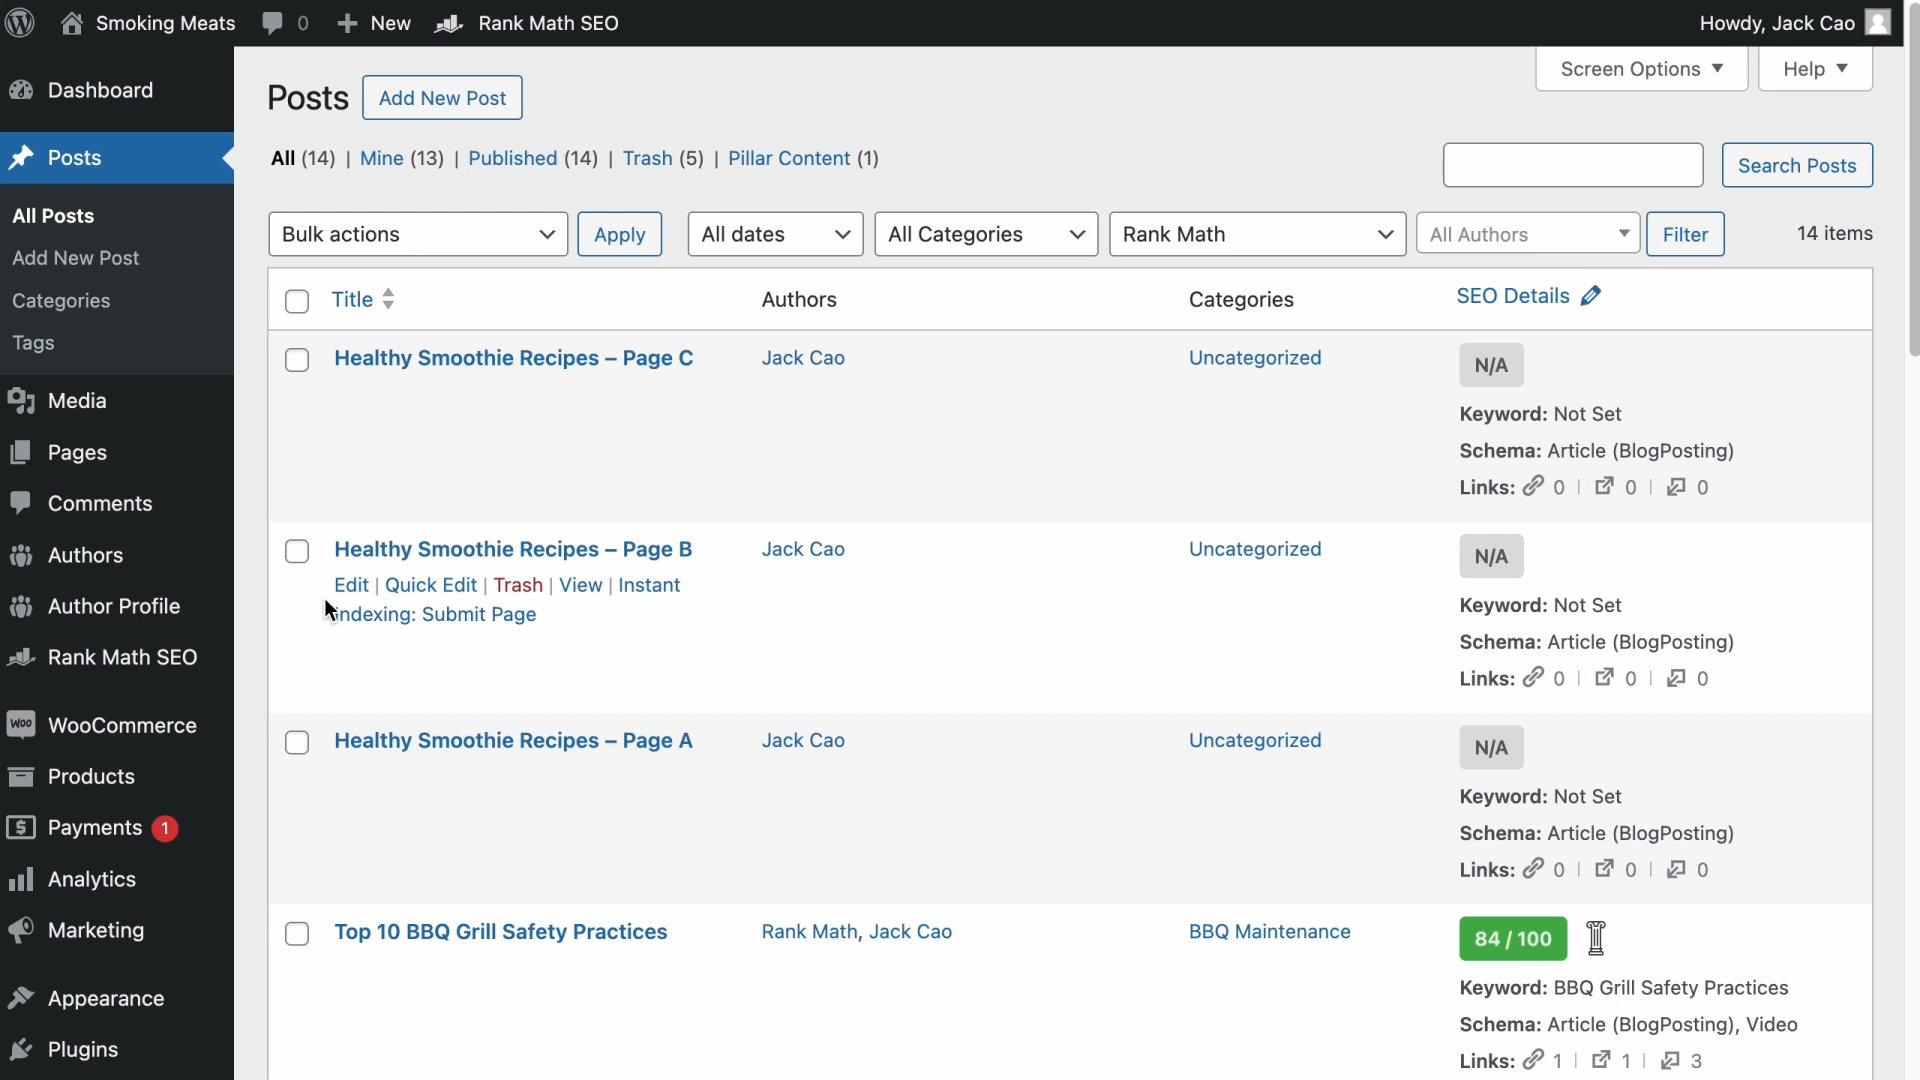 Smoking Meats 0 New Rank Math SEO Howdy, Jack Cao
Dashboard
Posts
All Posts
Add New Post
Categories
Tags
Media
Pages
Comments
Authors
Author Profile
Rank Math SEO
WOO WooCommerce
Products
Payments 1
Analytics
Marketing
Appearance
Plugins
Screen Options Help
Posts Add New Post
All (14) | Mine (13) | Published (14) | Trash (5) | Pillar Content (1)
Search Posts
Bulk actions Apply All dates All Categories Rank Math All Authors Filter 14 items
Title Authors Categories SEO Details
Healthy Smoothie Recipes – Page C Jack Cao Uncategorized N/A
Keyword: Not Set
Schema: Article (BlogPosting)
Links: 0 | 0 | 0
Healthy Smoothie Recipes – Page B Jack Cao Uncategorized N/A
Edit | Quick Edit | Trash | View | Instant
Indexing: Submit Page
Keyword: Not Set
Schema: Article (BlogPosting)
Links: 0 | 0 | 0
Healthy Smoothie Recipes – Page A Jack Cao Uncategorized N/A
Keyword: Not Set
Schema: Article (BlogPosting)
Links: 0 | 0 | 0
Top 10 BBQ Grill Safety Practices Rank Math, Jack Cao BBQ Maintenance 84 / 100
Keyword: BBQ Grill Safety Practices
Schema: Article (BlogPosting), Video
Links: 1 | 1 | 3